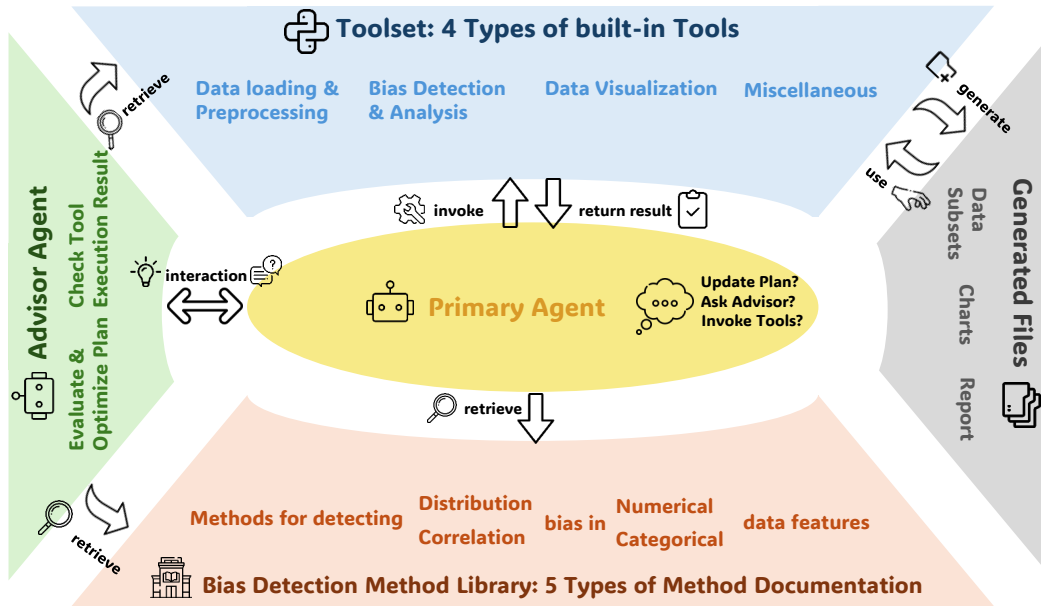 Toolset: 4 Types of built-in Tools
Data loading &
Preprocessing
Bias Detection
& Analysis
Data Visualization
Miscellaneous
retrieve
generate
use
invoke
return result
Advisor Agent
Evaluate &
Optimize Plan
Check Tool
Execution Result
interaction
Primary Agent
Update Plan?
Ask Advisor?
Invoke Tools?
Generated Files
Data
Subsets
Charts
Report
retrieve
retrieve
Methods for detecting
Distribution
Correlation
bias in
Numerical
Categorical
data features
Bias Detection Method Library: 5 Types of Method Documentation